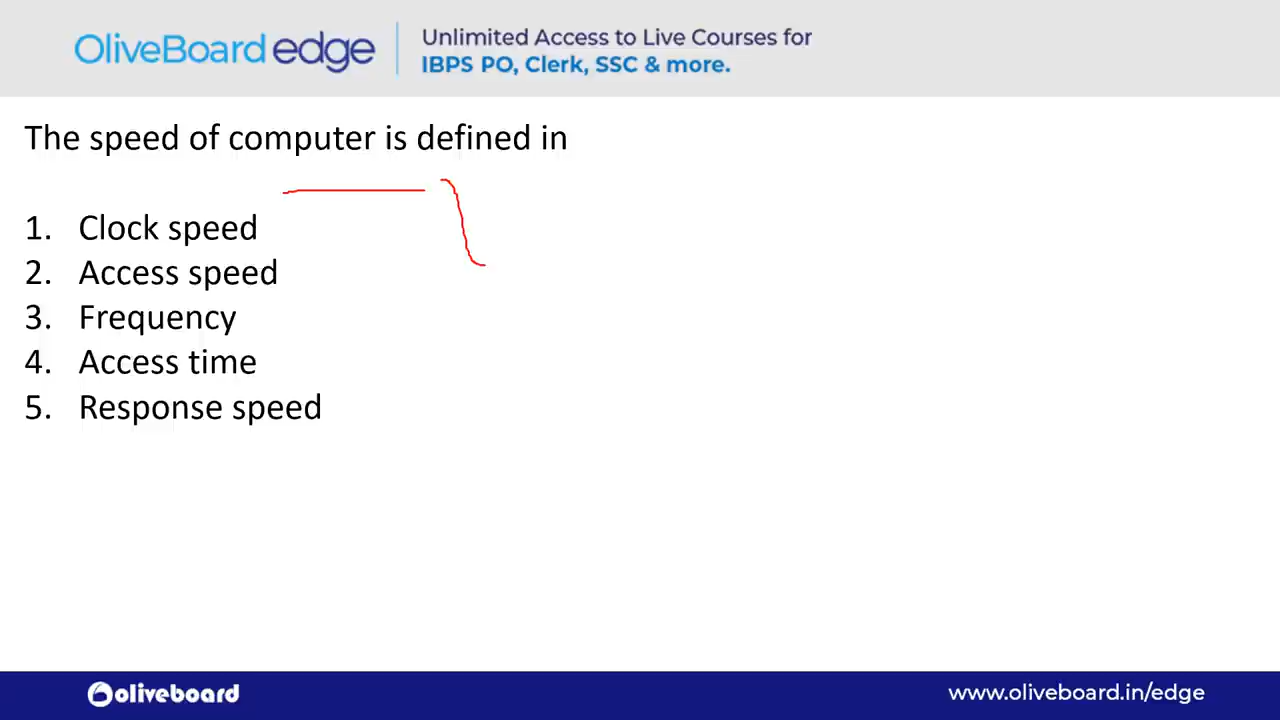 OliveBoard edge
Unlimited Access to Live Courses for
IBPS PO, Clerk, SSC & more.
The speed of computer is defined in
1. Clock speed
2. Access speed
3. Frequency
4. Access time
5. Response speed
oliveboard
www.oliveboard.in/edge